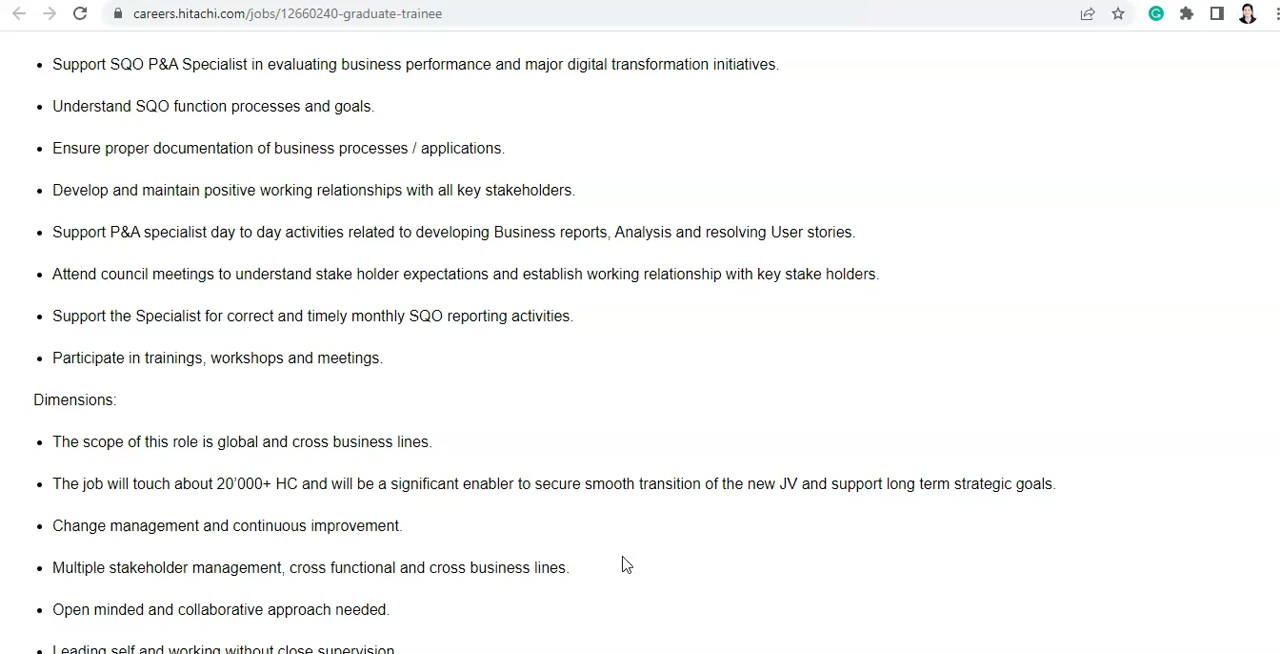 careers.hitachi.com/jobs/12660240-graduate-trainee
• Support SQO P&A Specialist in evaluating business performance and major digital transformation initiatives.
• Understand SQO function processes and goals.
• Ensure proper documentation of business processes / applications.
• Develop and maintain positive working relationships with all key stakeholders.
• Support P&A specialist day to day activities related to developing Business reports, Analysis and resolving User stories.
• Attend council meetings to understand stake holder expectations and establish working relationship with key stake holders.
• Support the Specialist for correct and timely monthly SQO reporting activities.
• Participate in trainings, workshops and meetings.
Dimensions:
• The scope of this role is global and cross business lines.
• The job will touch about 20’000+ HC and will be a significant enabler to secure smooth transition of the new JV and support long term strategic goals.
• Change management and continuous improvement.
• Multiple stakeholder management, cross functional and cross business lines.
• Open minded and collaborative approach needed.
• Leading self and working without close supervision